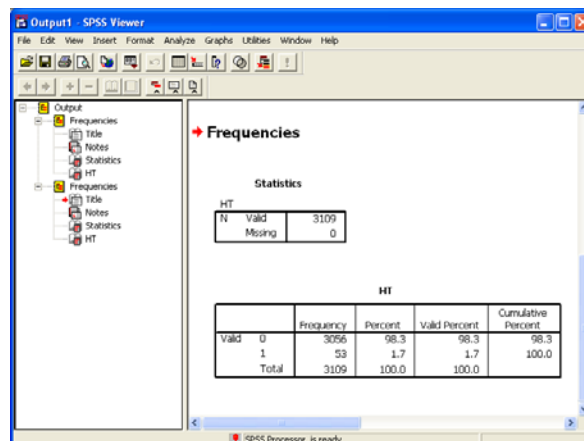 Output1 - SPSS Viewer
File Edit View Insert Format Analyze Graphs Utilities Window Help
Output
Frequencies
Title
Notes
Statistics
HT
Frequencies
Title
Notes
Statistics
HT
Frequencies
Statistics
HT
N Valid 3109
Missing 0
HT
Frequency Percent Valid Percent Cumulative Percent
Valid 0 3056 98.3 98.3 98.3
1 53 1.7 1.7 100.0
Total 3109 100.0 100.0
SPSS Processor is ready